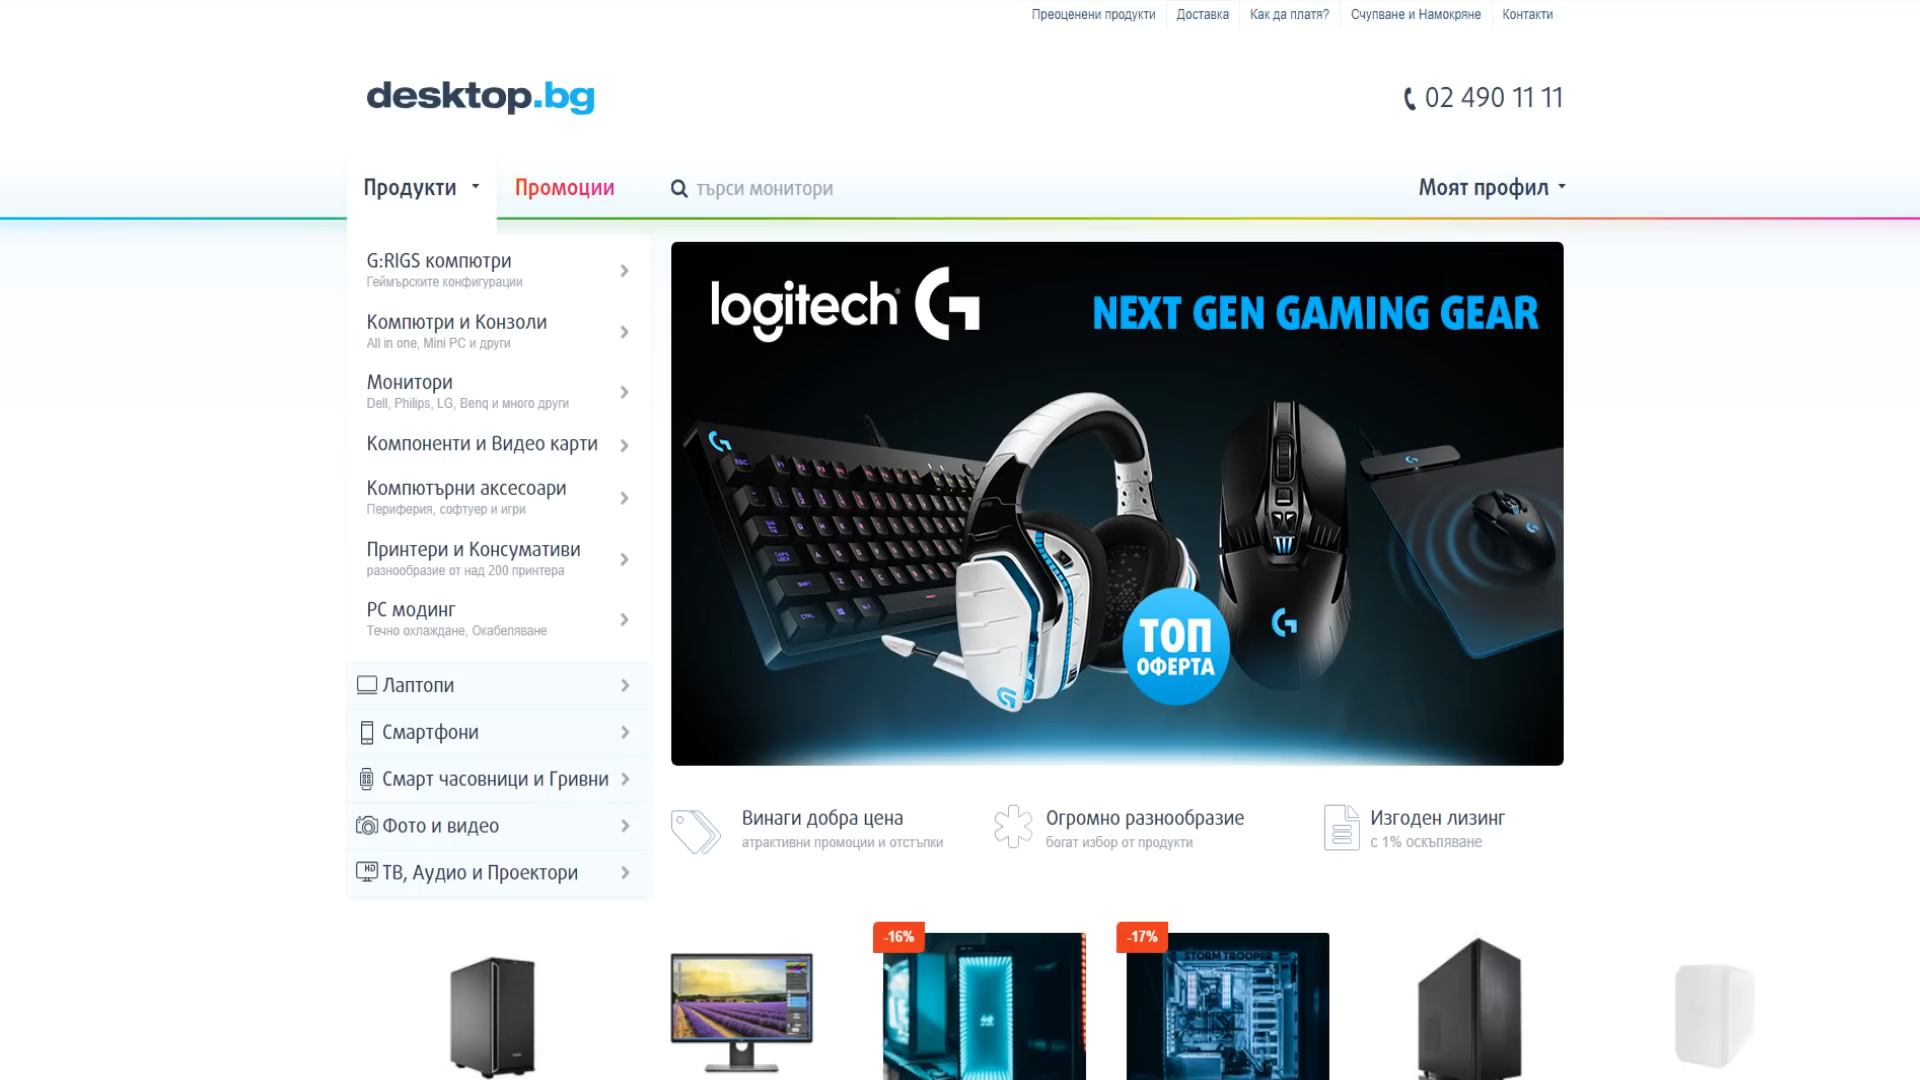 Преоценени продукти
Доставка
Как да платя?
Счупване и Намокряне
Контакти
desktop.bg
02 490 11 11
Продукти
Промоции
търси монитори
Моят профил
G:RIGS компютри
Геймърските конфигурации
Компютри и Конзоли
All in one, Mini PC и други
Монитори
Dell, Philips, LG, Benq и много други
Компоненти и Видео карти
Компютърни аксесоари
Периферия, софтуер и игри
Принтери и Консумативи
разнообразие от над 200 принтера
PC модинг
Течно охлаждане, Окабеляване
Лаптопи
Смартфони
Смарт часовници и Гривни
Фото и видео
ТВ, Аудио и Проектори
logitech G
NEXT GEN GAMING GEAR
ТОП
ОФЕРТА
Винаги добра цена
атрактивни промоции и отстъпки
Огромно разнообразие
богат избор от продукти
Изгоден лизинг
с 1% оскъпяване
-16%
-17%
STORM TROOPER